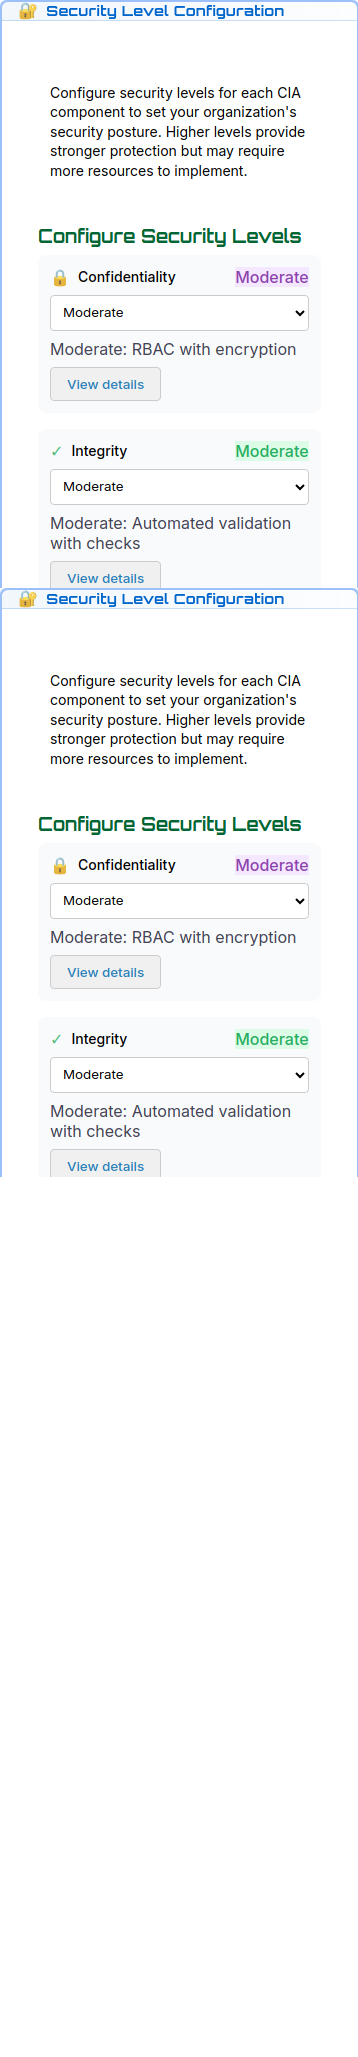 🔐 Security Level Configuration
Configure security levels for each CIA
component to set your organization's
security posture. Higher levels provide
stronger protection but may require
more resources to implement.
Configure Security Levels
🔒 Confidentiality Moderate
Moderate
Moderate: RBAC with encryption
View details
✓ Integrity Moderate
Moderate
Moderate: Automated validation
with checks
View details
🔐 Security Level Configuration
Configure security levels for each CIA
component to set your organization's
security posture. Higher levels provide
stronger protection but may require
more resources to implement.
Configure Security Levels
🔒 Confidentiality Moderate
Moderate
Moderate: RBAC with encryption
View details
✓ Integrity Moderate
Moderate
Moderate: Automated validation
with checks
View details